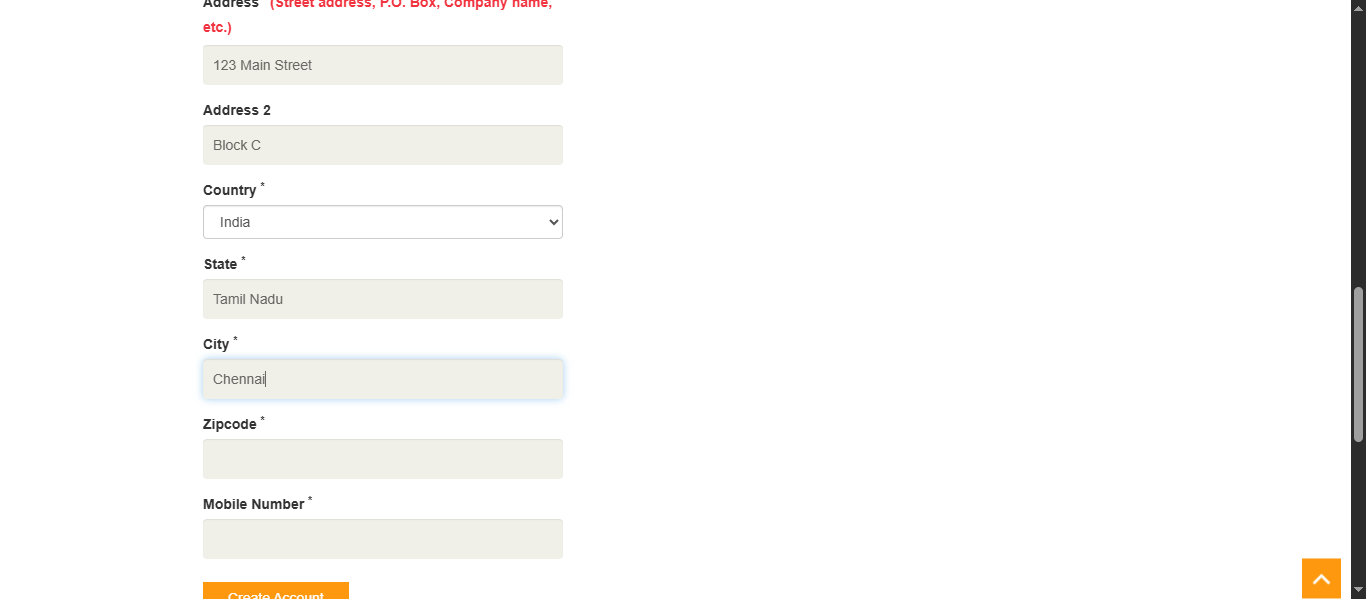 Address * (Street address, P.O. Box, Company name,
etc.)
123 Main Street
Address 2
Block C
Country *
India
State *
Tamil Nadu
City *
Chennai
Zipcode *
Mobile Number *
Create Account